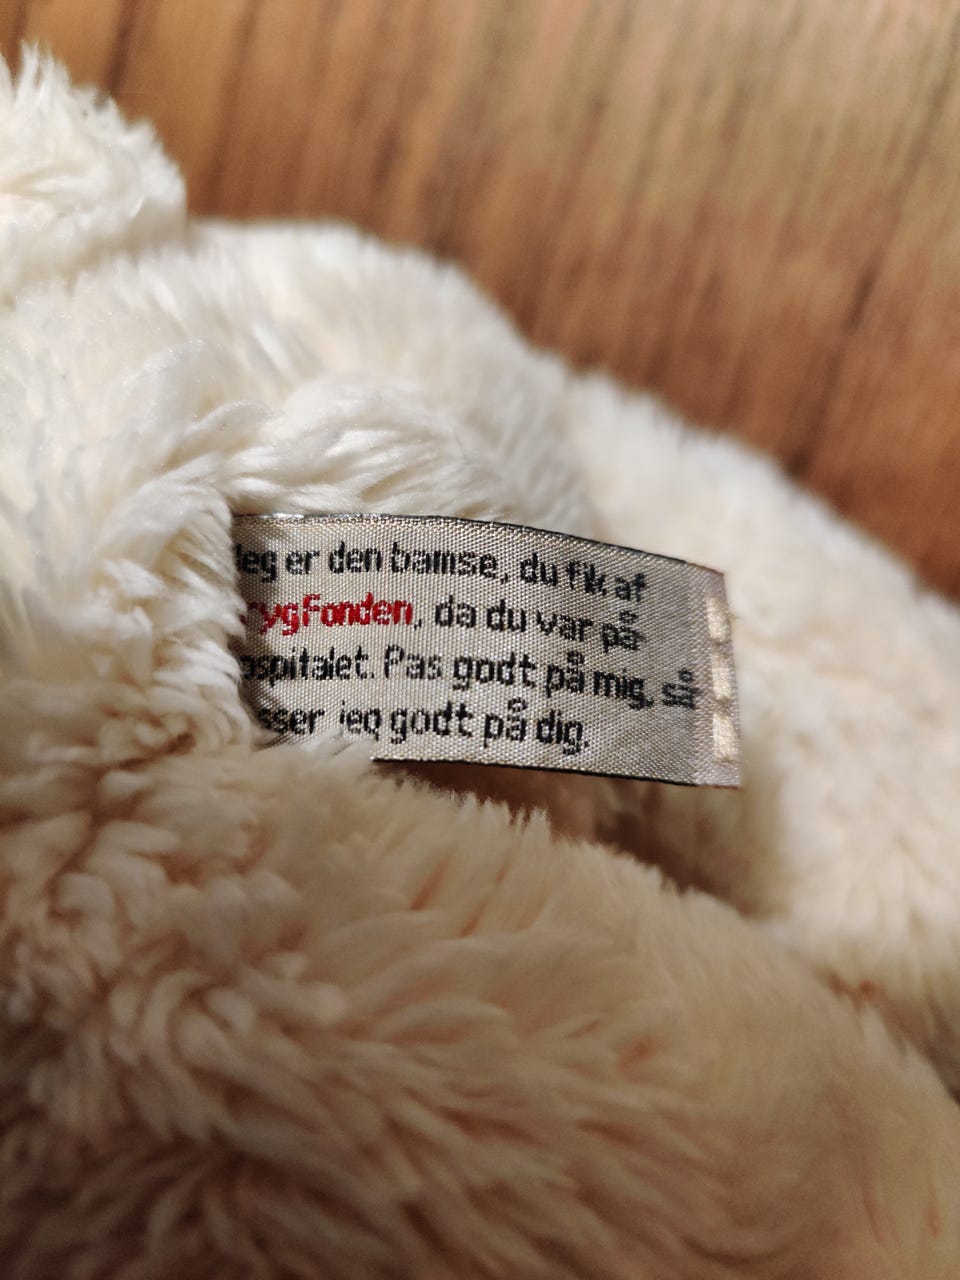 Jeg er den bamse, du fik af
rygFonden, da du var på
ospitalet. Pas godt på mig, så
sser jeg godt på dig.